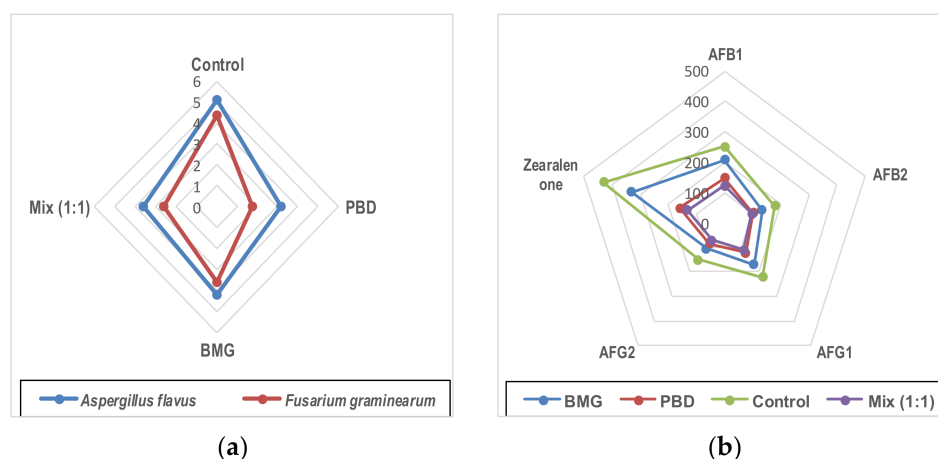 Control
6
5
4
3
2
1
0
Mix (1:1)
PBD
BMG
Aspergillus flavus
Fusarium graminearum
(a)
AFB1
500
400
300
200
100
0
Zearalen
one
AFB2
AFG2
AFG1
BMG
PBD
Control
Mix (1:1)
(b)